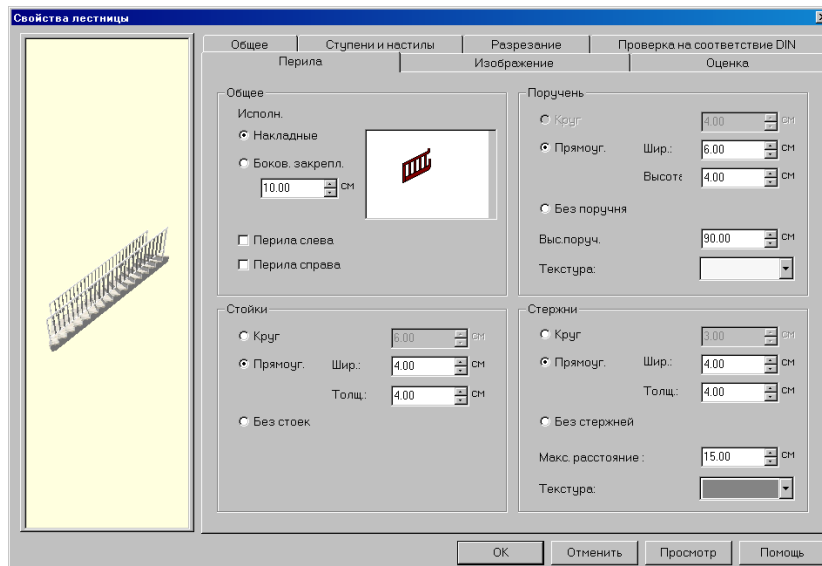 Свойства лестницы
Общее Ступени и настилы Разрезание Проверка на соответствие DIN
Перила Изображение Оценка
Общее
Исполн.
Накладные
Боков. закрепл.
10.00 см
Перила слева
Перила справа
Поручень
Круг 4.00 см
Прямоуг. Шир.: 6.00 см
Высота 4.00 см
Без поручня
Выс.поруч. 90.00 см
Текстура:
Стойки
Круг 6.00 см
Прямоуг. Шир.: 4.00 см
Толщ.: 4.00 см
Без стоек
Стержни
Круг 3.00 см
Прямоуг. Шир.: 4.00 см
Толщ.: 4.00 см
Без стержней
Макс. расстояние : 15.00 см
Текстура:
OK Отменить Просмотр Помощь